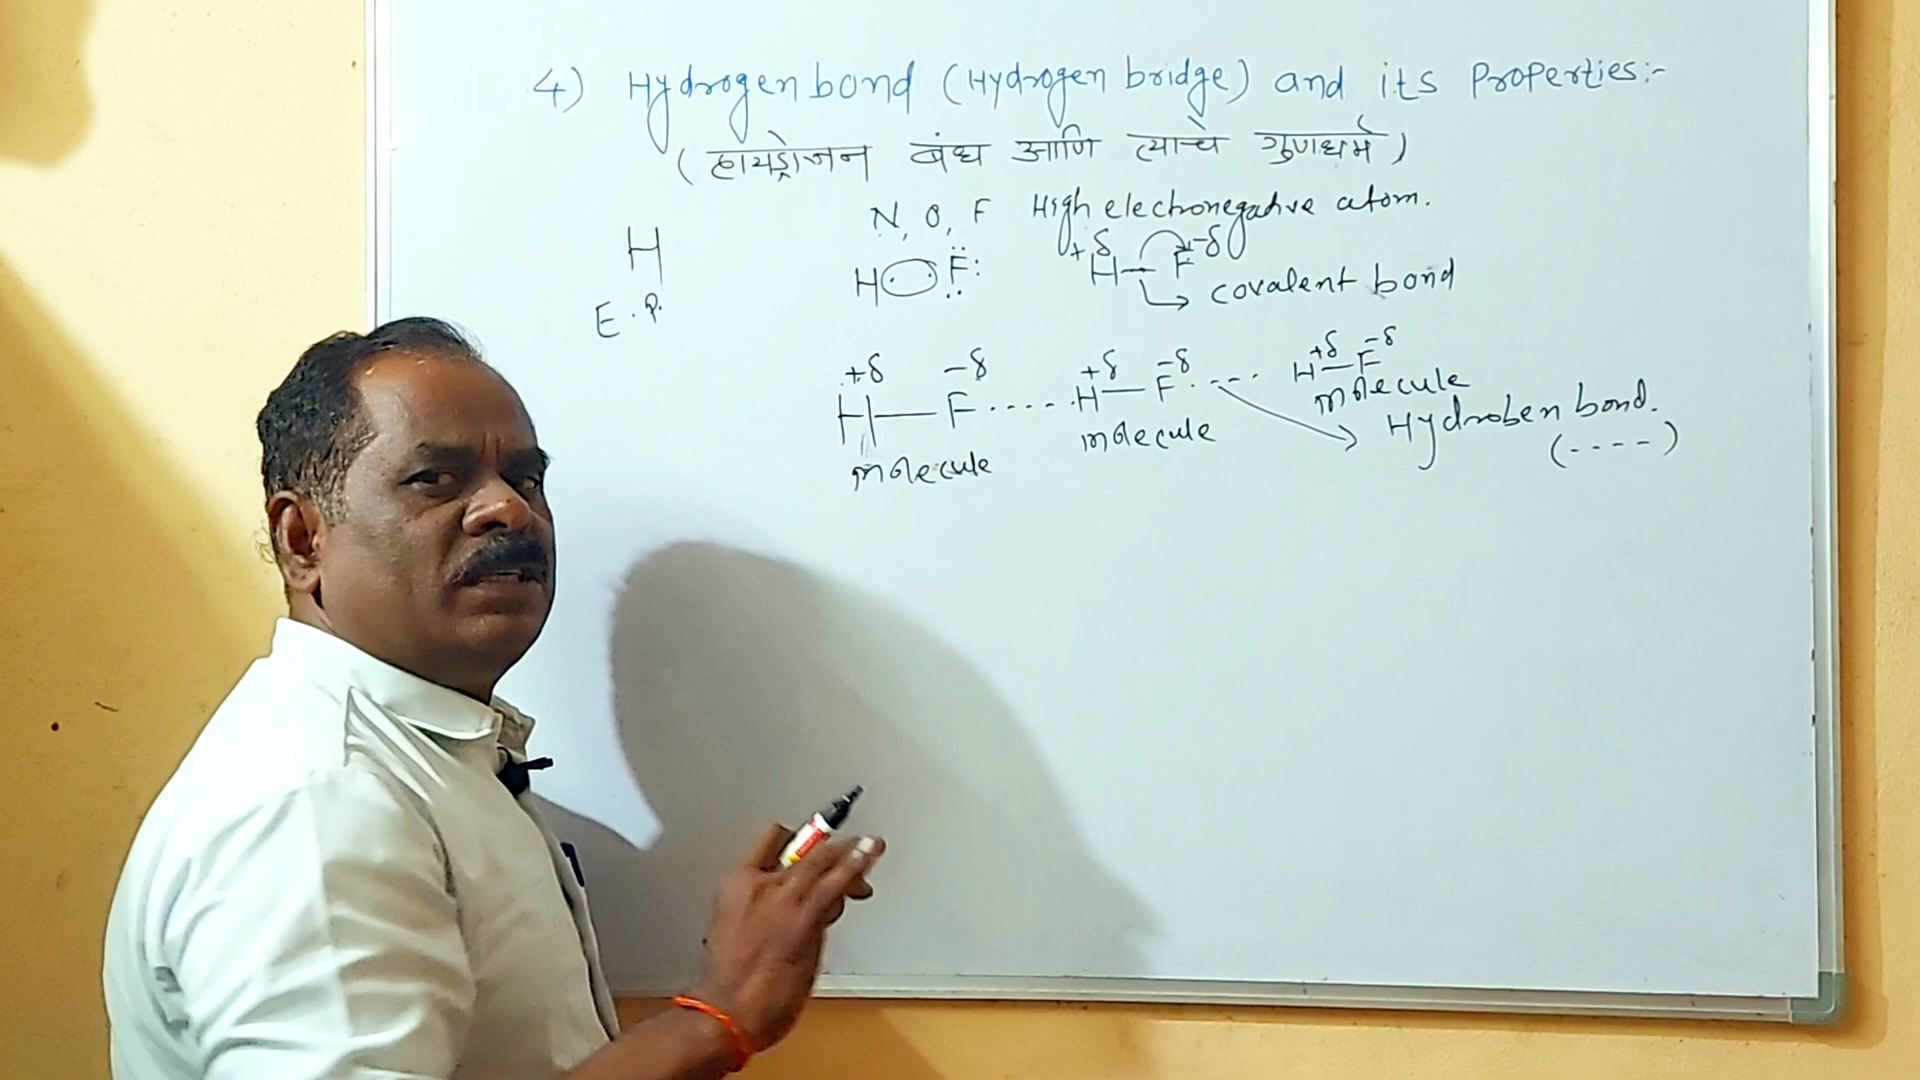 4) Hydrogen bond (Hydrogen bridge) and its Properties:-
(हायड्रोजन बंध आणि त्याचे गुणधर्म)
N, O, F High electronegative atom.
H
E.P.
H F
+δ -δ
H—F
covalent bond
+δ -δ +δ -δ +δ -δ
H—F.....H—F.....H—F
molecule molecule molecule
Hydroben bond.
(----)